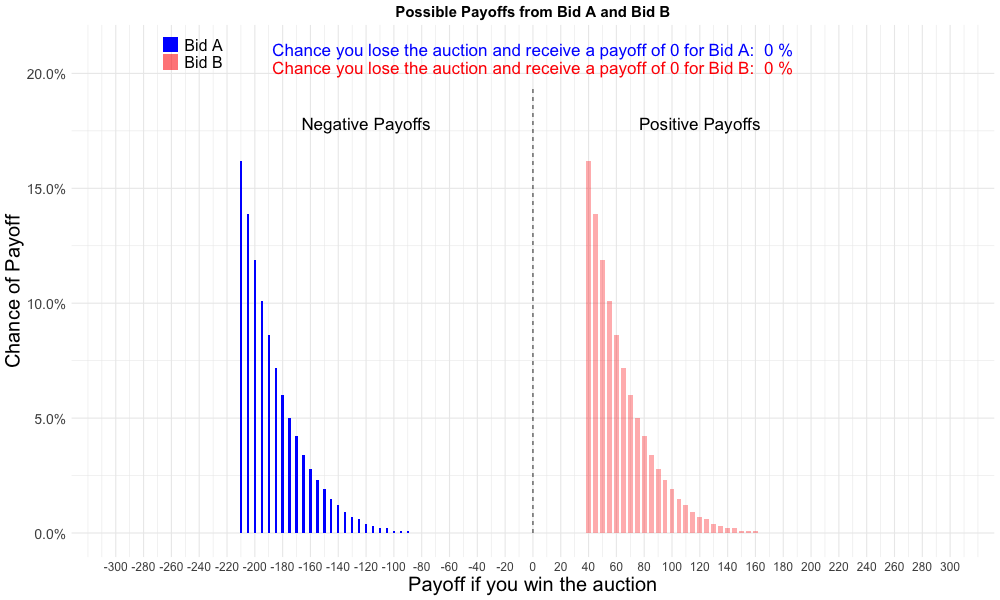 Possible Payoffs from Bid A and Bid B
Bid A
Bid B
Chance you lose the auction and receive a payoff of 0 for Bid A:  0 %
Chance you lose the auction and receive a payoff of 0 for Bid B:  0 %
Negative Payoffs
Positive Payoffs
20.0%
15.0%
10.0%
5.0%
0.0%
Chance of Payoff
-300 -280 -260 -240 -220 -200 -180 -160 -140 -120 -100 -80 -60 -40 -20 0 20 40 60 80 100 120 140 160 180 200 220 240 260 280 300
Payoff if you win the auction